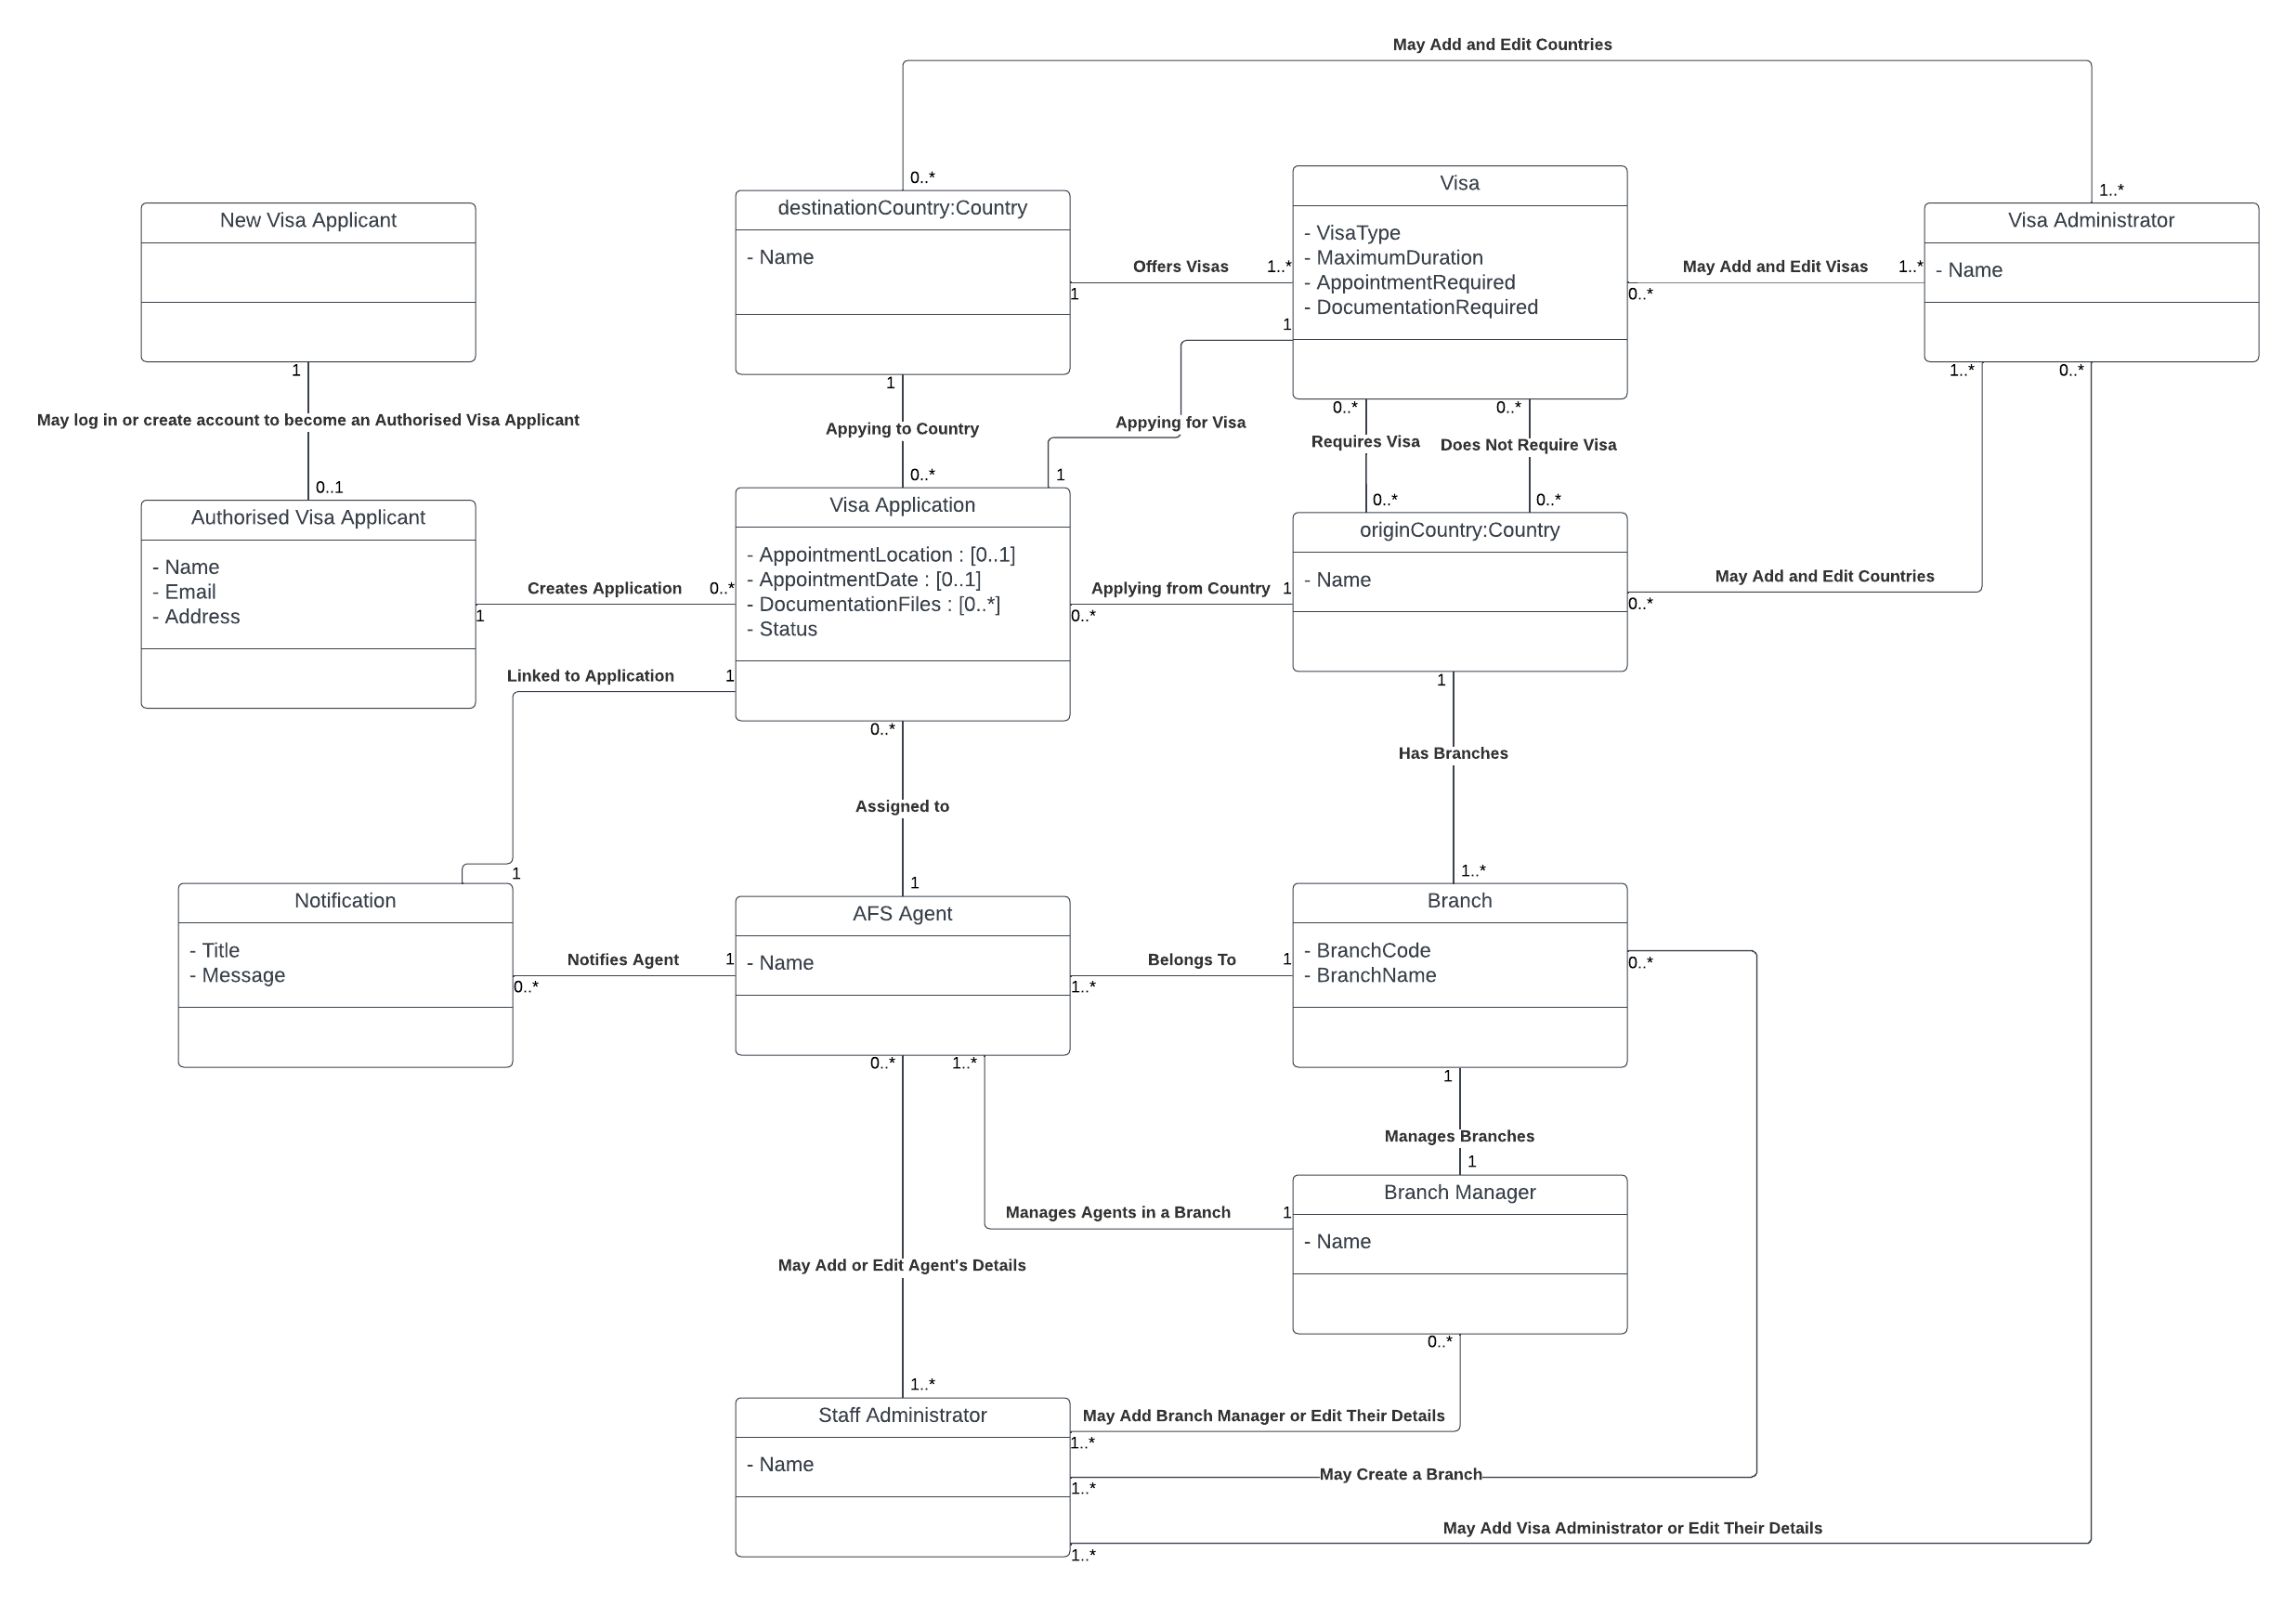 May Add and Edit Countries
0..*
1..*
New Visa Applicant
1
destinationCountry:Country
- Name
1
1
Offers Visas
1..*
Visa
- VisaType
- MaximumDuration
- AppointmentRequired
- DocumentationRequired
1
0..*
0..*
0..*
May Add and Edit Visas
1..*
Visa Administrator
- Name
1..*
0..*
May log in or create account to become an Authorised Visa Applicant
0..1
Appying to Country
0..*
Appying for Visa
1
Requires Visa
0..*
Does Not Require Visa
0..*
Authorised Visa Applicant
- Name
- Email
- Address
1
Creates Application
0..*
Visa Application
- AppointmentLocation : [0..1]
- AppointmentDate : [0..1]
- DocumentationFiles : [0..*]
- Status
0..*
Applying from Country
1
originCountry:Country
- Name
0..*
May Add and Edit Countries
1
Linked to Application
1
1
0..*
Assigned to
1
Has Branches
1..*
Notification
- Title
- Message
0..*
Notifies Agent
1
AFS Agent
- Name
1..*
Belongs To
1
Branch
- BranchCode
- BranchName
0..*
0..*
1..*
1
Manages Branches
1
Manages Agents in a Branch
1
Branch Manager
- Name
0..*
May Add or Edit Agent's Details
1..*
Staff Administrator
- Name
May Add Branch Manager or Edit Their Details
1..*
May Create a Branch
1..*
May Add Visa Administrator or Edit Their Details
1..*